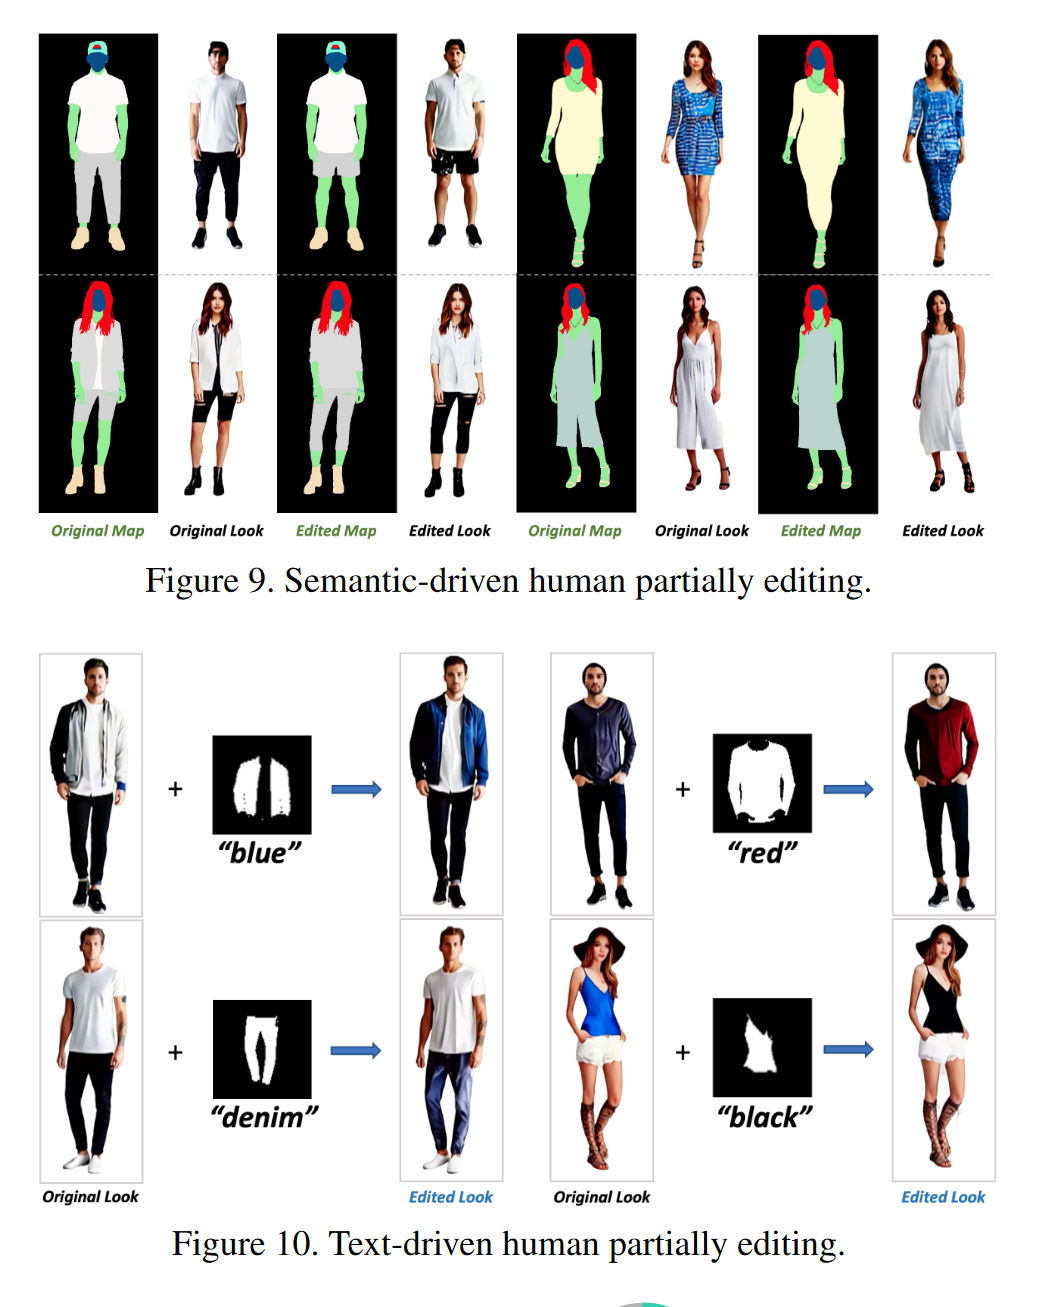 Original Map Original Look Edited Map Edited Look Original Map Original Look Edited Map Edited Look
Figure 9. Semantic-driven human partially editing.
+ +
“blue” “red”
+ +
“denim” “black”
Original Look Edited Look Original Look Edited Look
Figure 10. Text-driven human partially editing.